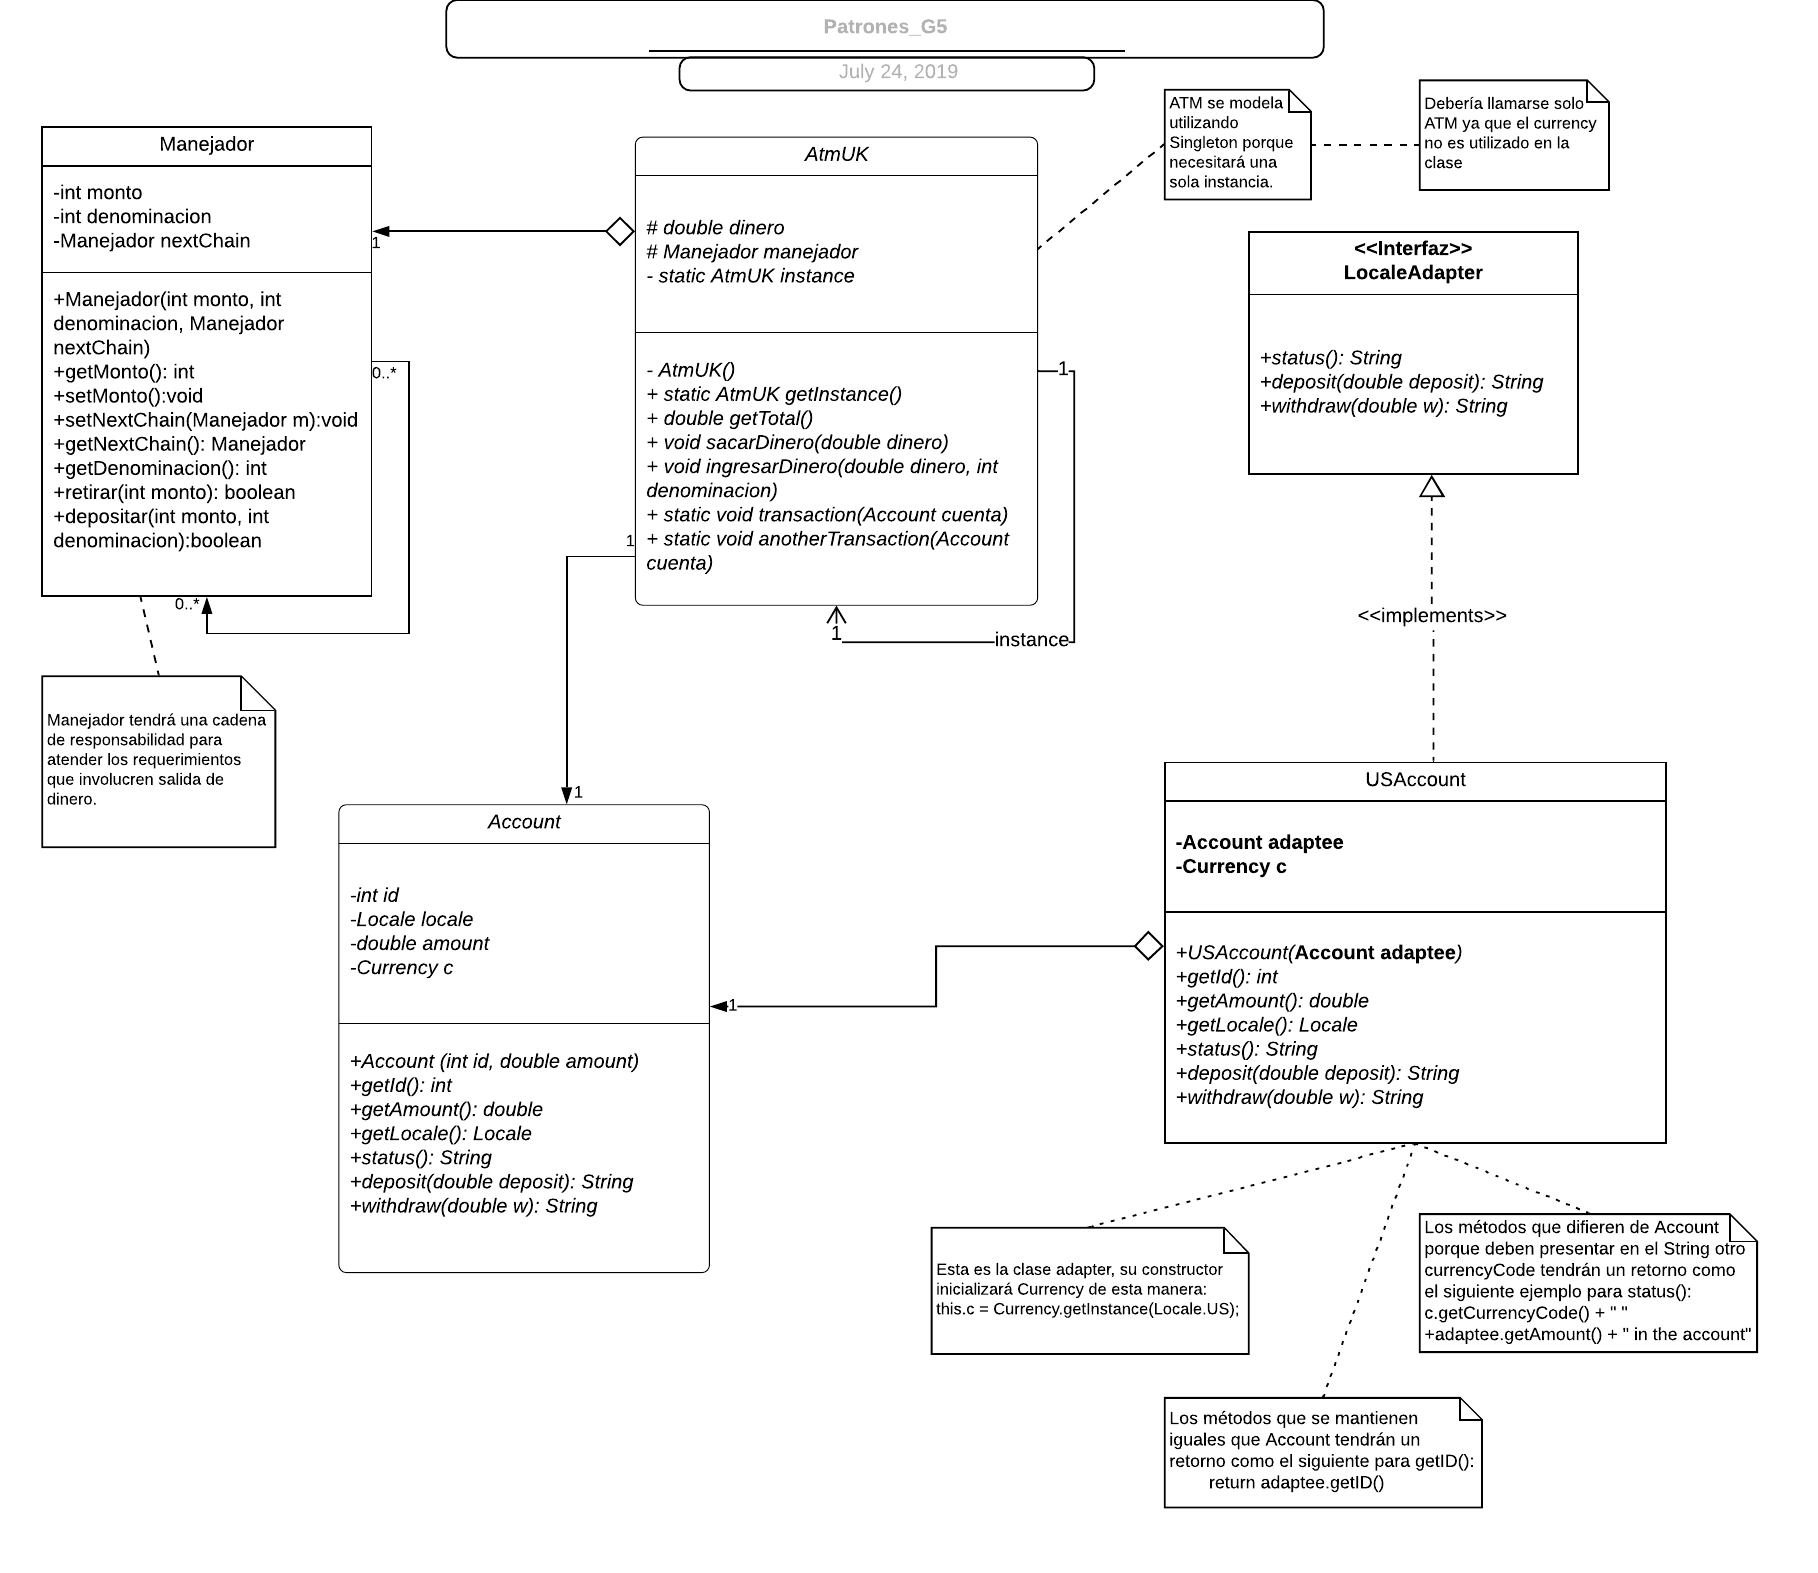 Patrones_G5
July 24, 2019
Manejador
-int monto
-int denominacion
-Manejador nextChain
1
+Manejador(int monto, int
denominacion, Manejador
nextChain)
+getMonto(): int
+setMonto():void
+setNextChain(Manejador m):void
+getNextChain(): Manejador
+getDenominacion(): int
+retirar(int monto): boolean
+depositar(int monto, int
denominacion):boolean
0..*
0..*
Manejador tendrá una cadena
de responsabilidad para
atender los requerimientos
que involucren salida de
dinero.
AtmUK
# double dinero
# Manejador manejador
- static AtmUK instance
- AtmUK()
+ static AtmUK getInstance()
+ double getTotal()
+ void sacarDinero(double dinero)
+ void ingresarDinero(double dinero, int
denominacion)
+ static void transaction(Account cuenta)
+ static void anotherTransaction(Account
cuenta)
1
1
instance
1
1
ATM se modela
utilizando
Singleton porque
necesitará una
sola instancia.
Debería llamarse solo
ATM ya que el currency
no es utilizado en la
clase
<<Interfaz>>
LocaleAdapter
+status(): String
+deposit(double deposit): String
+withdraw(double w): String
<<implements>>
Account
-int id
-Locale locale
-double amount
-Currency c
+Account (int id, double amount)
+getId(): int
+getAmount(): double
+getLocale(): Locale
+status(): String
+deposit(double deposit): String
+withdraw(double w): String
1
USAccount
-Account adaptee
-Currency c
+USAccount(Account adaptee)
+getId(): int
+getAmount(): double
+getLocale(): Locale
+status(): String
+deposit(double deposit): String
+withdraw(double w): String
Esta es la clase adapter, su constructor
inicializará Currency de esta manera:
this.c = Currency.getInstance(Locale.US);
Los métodos que difieren de Account
porque deben presentar en el String otro
currencyCode tendrán un retorno como
el siguiente ejemplo para status():
c.getCurrencyCode() + " "
+adaptee.getAmount() + " in the account"
Los métodos que se mantienen
iguales que Account tendrán un
retorno como el siguiente para getID():
return adaptee.getID()